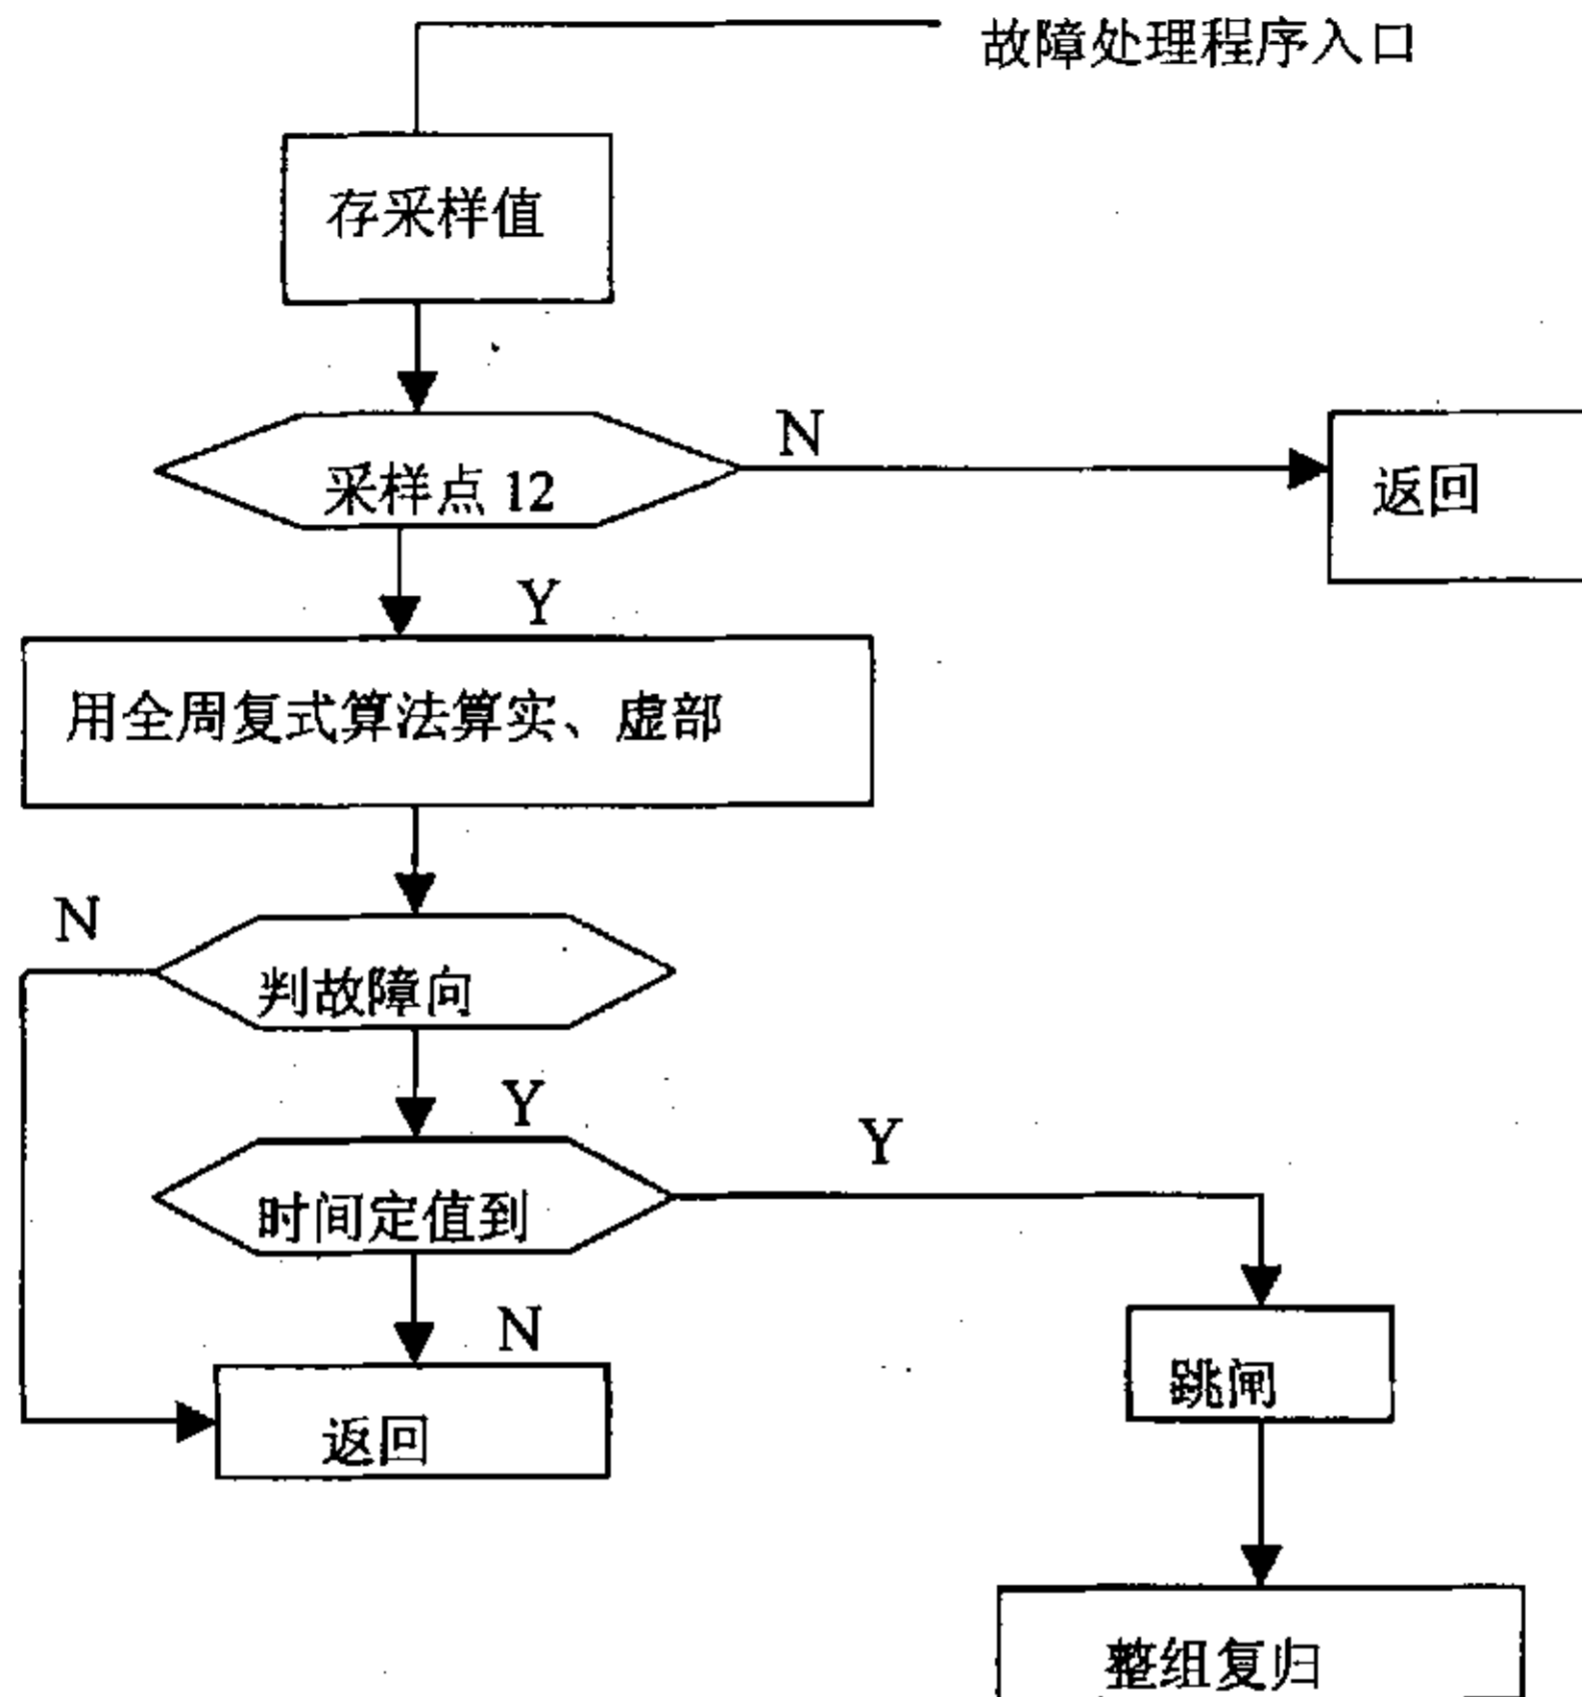 故障处理程序入口
存采样值
N
采样点 12
返回
Y
用全周复式算法算实、虚部
N
判故障向
Y
Y
时间定值到
N
跳闸
返回
整组复归